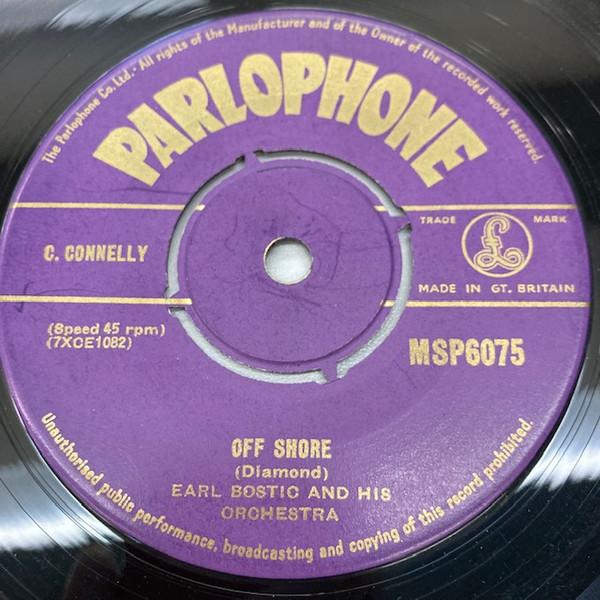 The Parlophone Co. Ltd. · All rights of the Manufacturer and of the Owner of the recorded work reserved.
PARLOPHONE
TRADE MARK
£
C. CONNELLY
MADE IN GT. BRITAIN
(Speed 45 rpm)
(7XCE1082)
MSP6075
OFF SHORE
(Diamond)
EARL BOSTIC AND HIS
ORCHESTRA
Unauthorised public performance, broadcasting and copying of this record prohibited.